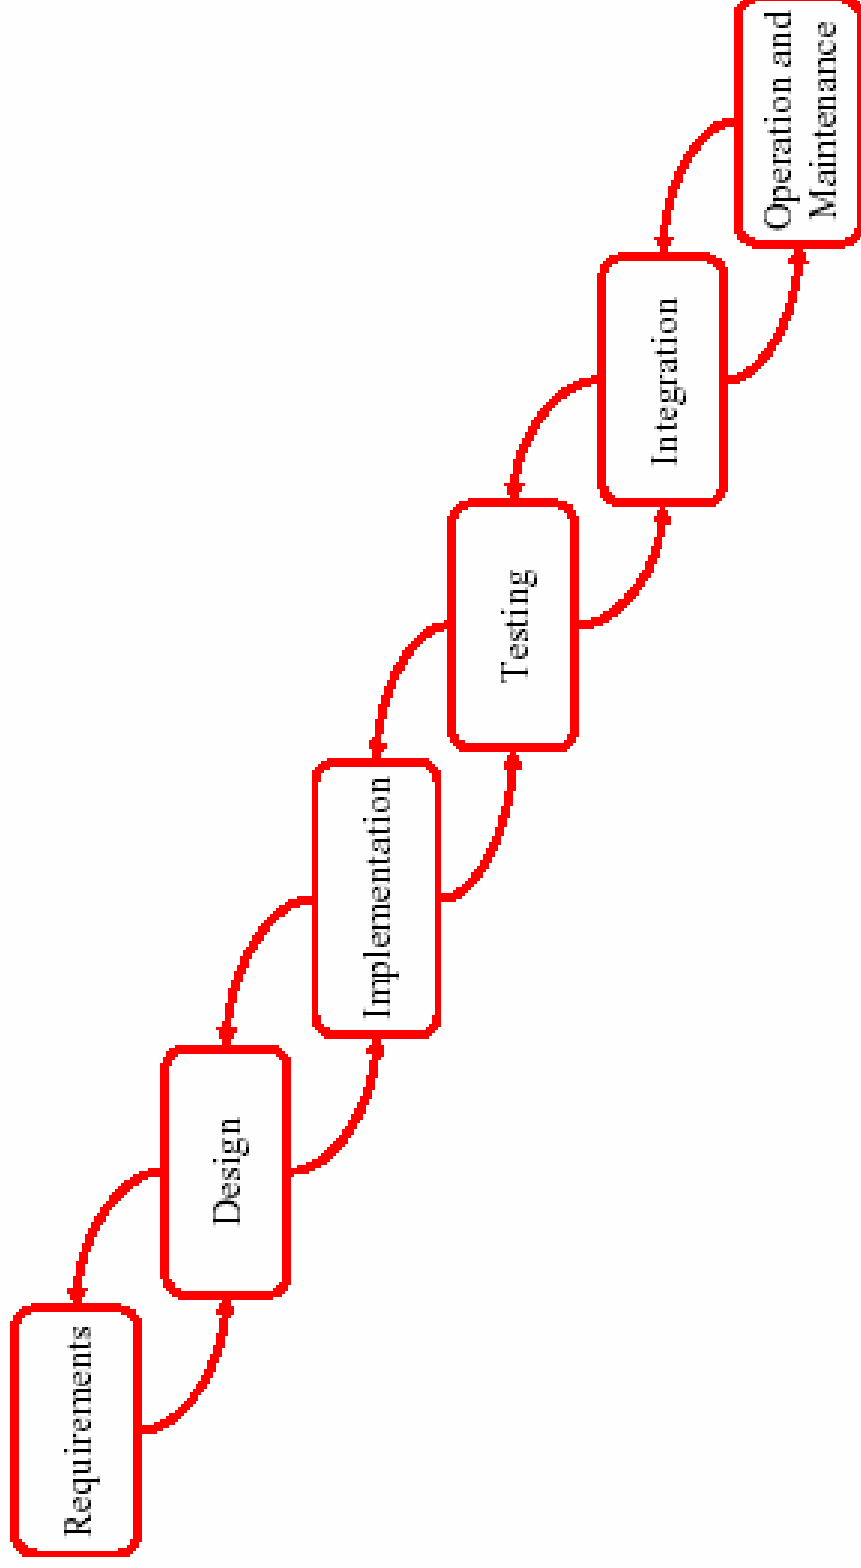 Requirements
Design
Implementation
Testing
Integration
Operation and
Maintenance